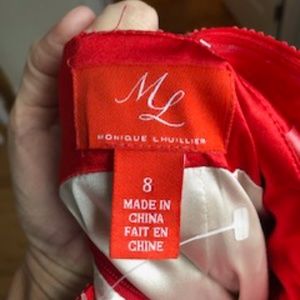 ML
MONIQUE LHUILLIER
8
MADE IN
CHINA
FAIT EN
CHINE